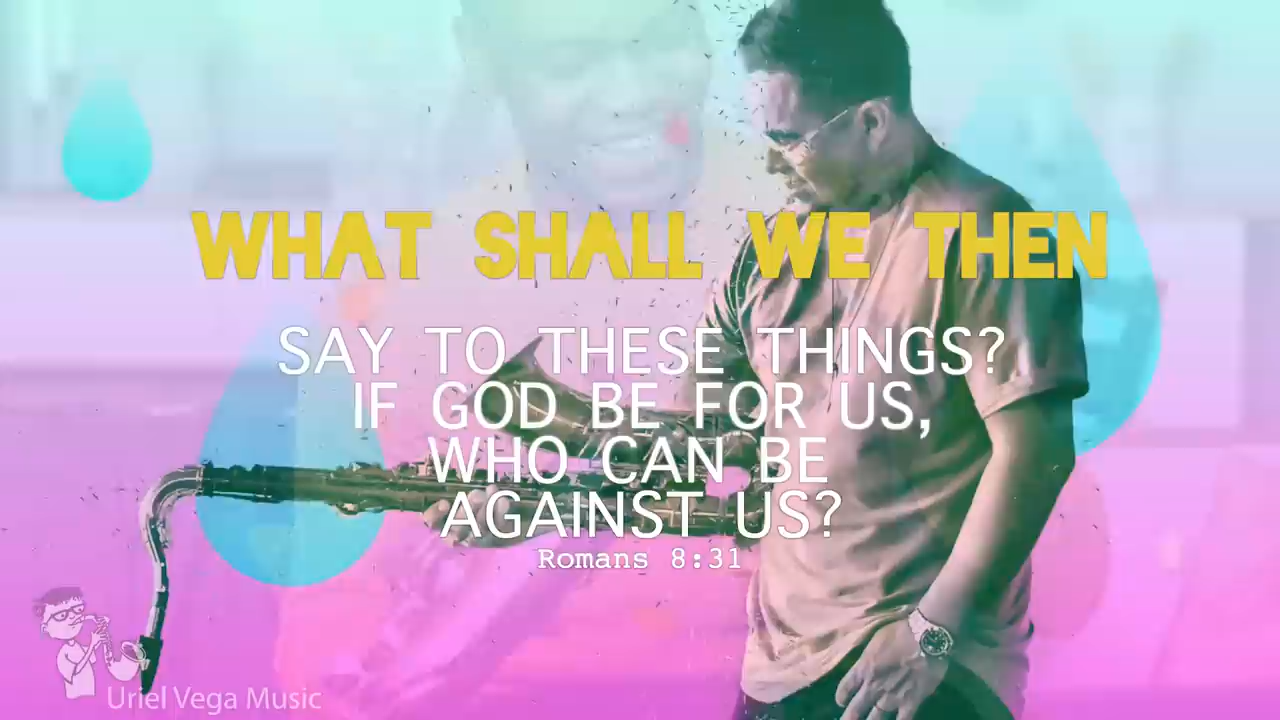 WHAT SHALL WE THEN
SAY TO THESE THINGS?
IF GOD BE FOR US,
WHO CAN BE
AGAINST US?
Romans 8:31
Uriel Vega Music